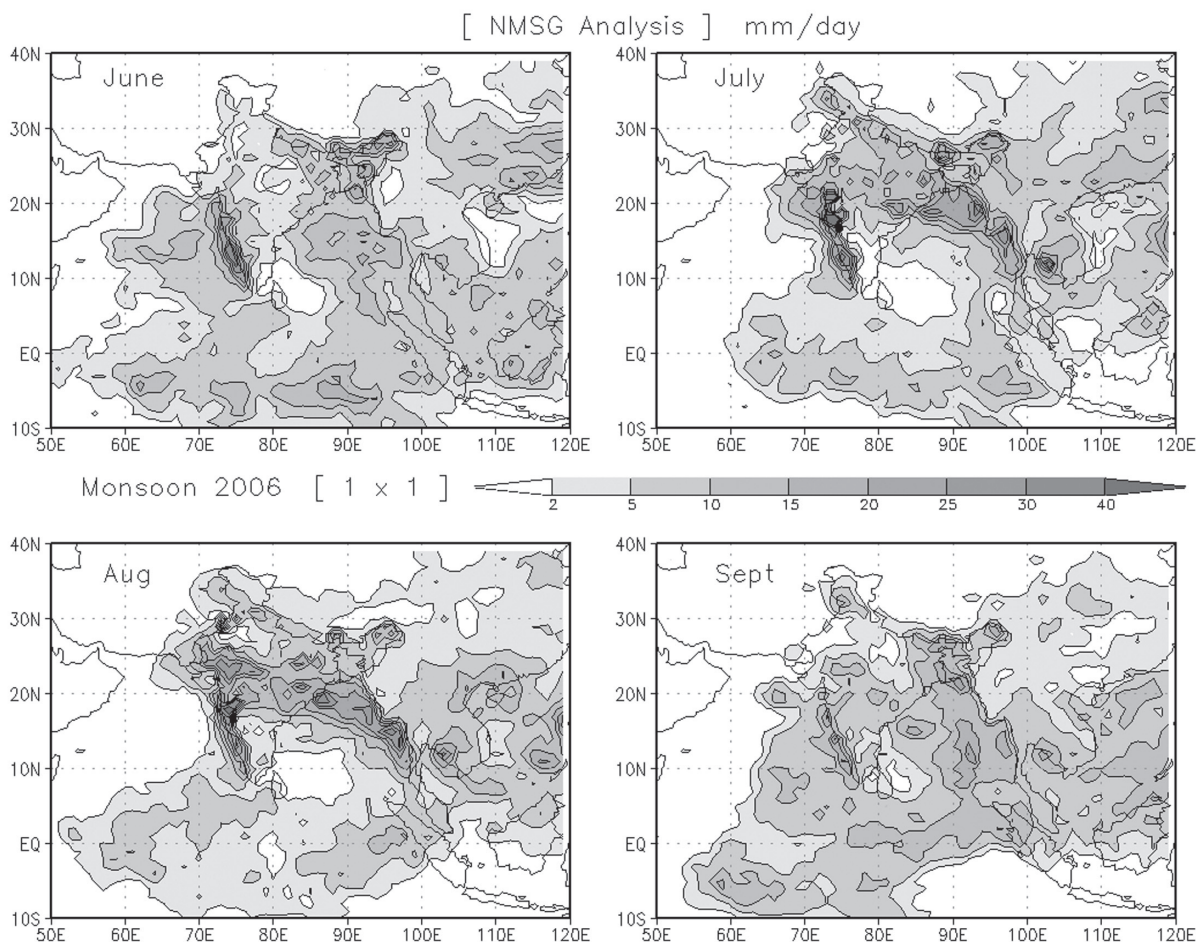 [ NMSG Analysis ] mm/day
June
July
40N
30N
20N
10N
EQ
10S
50E 60E 70E 80E 90E 100E 110E 120E
40N
30N
20N
10N
EQ
10S
50E 60E 70E 80E 90E 100E 110E 120E
Monsoon 2006 [ 1 x 1 ]
2 5 10 15 20 25 30 40
Aug
Sept
40N
30N
20N
10N
EQ
10S
50E 60E 70E 80E 90E 100E 110E 120E
40N
30N
20N
10N
EQ
10S
50E 60E 70E 80E 90E 100E 110E 120E